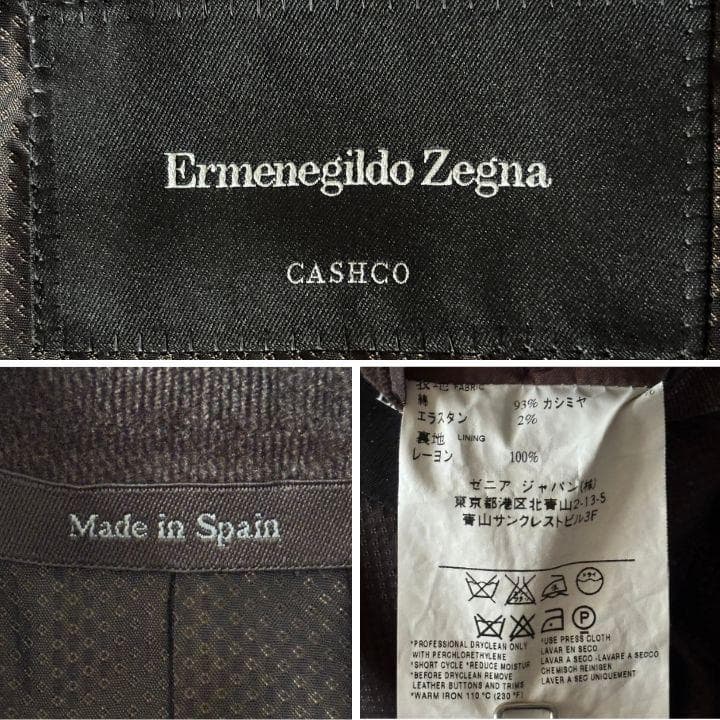 Ermenegildo Zegna
CASHCO
Made in Spain
表地 FABRIC
綿 93% カシミヤ %
エラスタン 2%
裏地 LINING
レーヨン 100%
ゼニア ジャパン(株)
東京都港区北青山2-13-5
青山サンクレストビル3F
*PROFESSIONAL DRYCLEAN ONLY
WITH PERCHLORETHYLENE
*SHORT CYCLE *REDUCE MOISTUR
*BEFORE DRYCLEAN REMOVE
LEATHER BUTTONS AND TRIMS
*WARM IRON 110 °C (230 °F)
*USE PRESS CLOTH
LAVAR EN SECO
LAVAR A SECO -LAVARE A SECCO
CHEMISCH REINIGEN
LAVER A SEC UNIQUEMENT